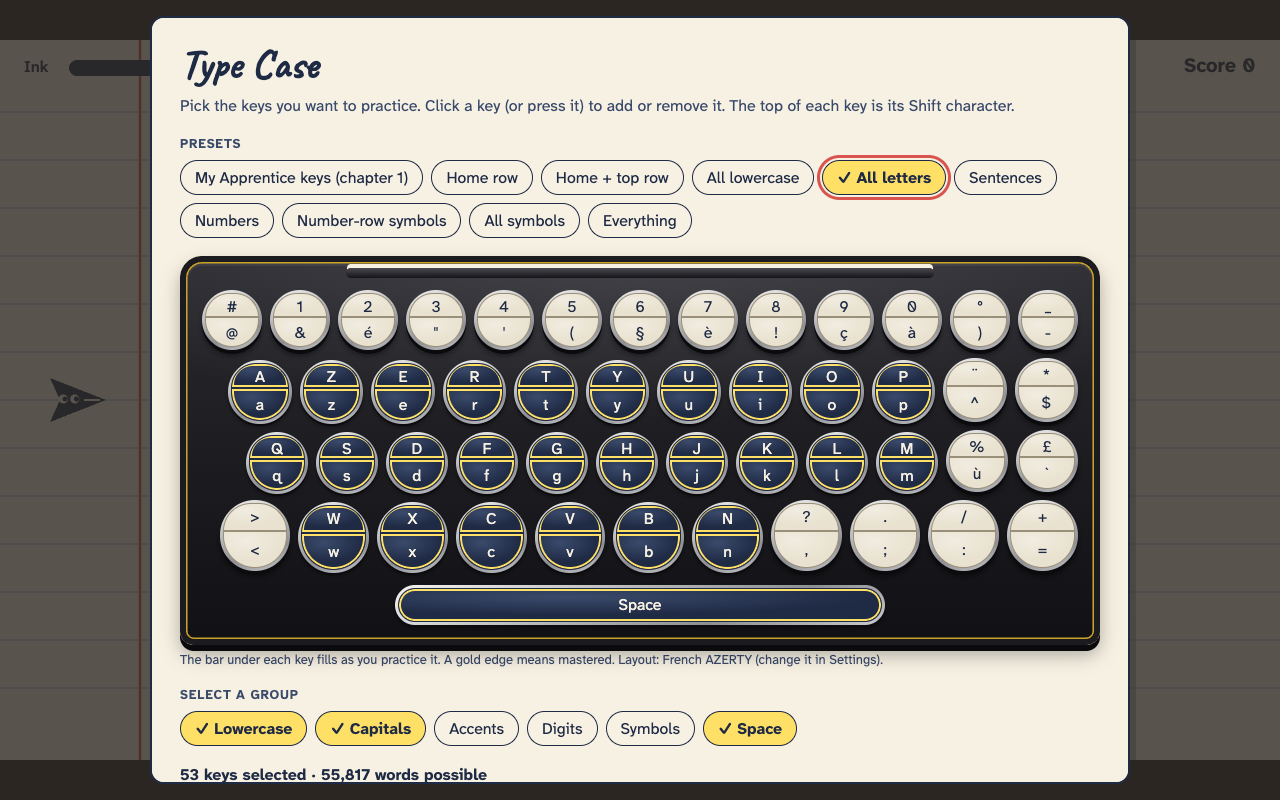 Ink
Score 0
Type Case
Pick the keys you want to practice. Click a key (or press it) to add or remove it. The top of each key is its Shift character.
PRESETS
My Apprentice keys (chapter 1) Home row Home + top row All lowercase ✓ All letters Sentences
Numbers Number-row symbols All symbols Everything
# 1 2 3 4 5 6 7 8 9 0 ° _
@ & é " ' ( § è ! ç à ) -
A Z E R T Y U I O P ¨ *
a z e r t y u i o p ^ $
Q S D F G H J K L M % £
q s d f g h j k l m ù `
> W X C V B N ? . / +
< w x c v b n , ; : =
Space
The bar under each key fills as you practice it. A gold edge means mastered. Layout: French AZERTY (change it in Settings).
SELECT A GROUP
✓ Lowercase ✓ Capitals Accents Digits Symbols ✓ Space
53 keys selected · 55,817 words possible